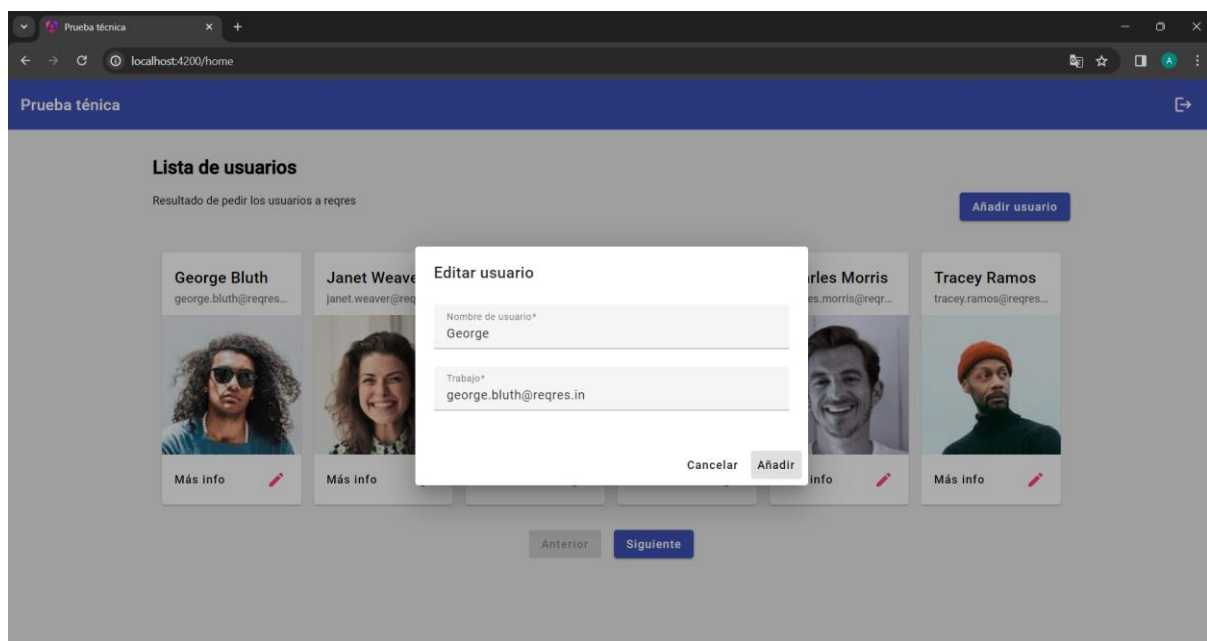 Prueba técnica
localhost:4200/home
A
Prueba ténica
Lista de usuarios
Resultado de pedir los usuarios a reqres
Añadir usuario
George Bluth
george.bluth@reqres...
Más info
Janet Weave
janet.weaver@req
Más info
Editar usuario
Nombre de usuario*
George
Trabajo*
george.bluth@reqres.in
Cancelar Añadir
rles Morris
es.morris@reqr...
info
Tracey Ramos
tracey.ramos@reqres...
Más info
Anterior Siguiente